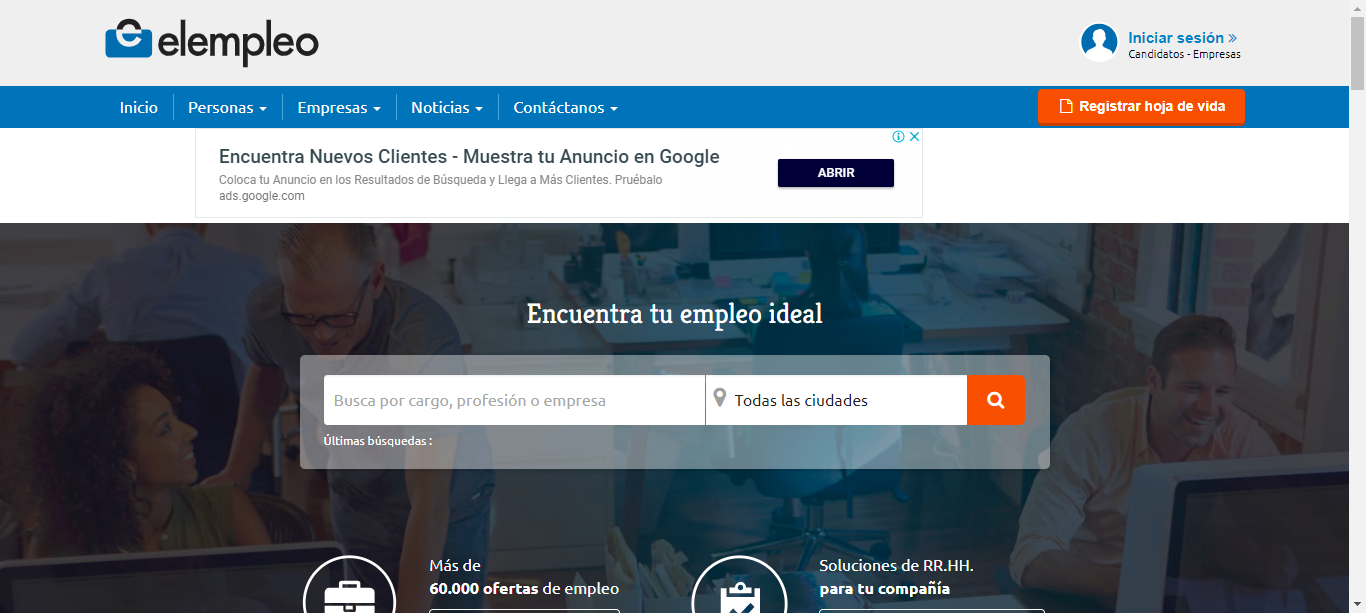 elempleo
Iniciar sesión »
Candidatos - Empresas
Inicio
Personas
Empresas
Noticias
Contáctanos
Registrar hoja de vida
Encuentra Nuevos Clientes - Muestra tu Anuncio en Google
Coloca tu Anuncio en los Resultados de Búsqueda y Llega a Más Clientes. Pruébalo
ads.google.com
ABRIR
Encuentra tu empleo ideal
Busca por cargo, profesión o empresa
Todas las ciudades
Últimas búsquedas :
Más de
60.000 ofertas de empleo
Soluciones de RR.HH.
para tu compañía